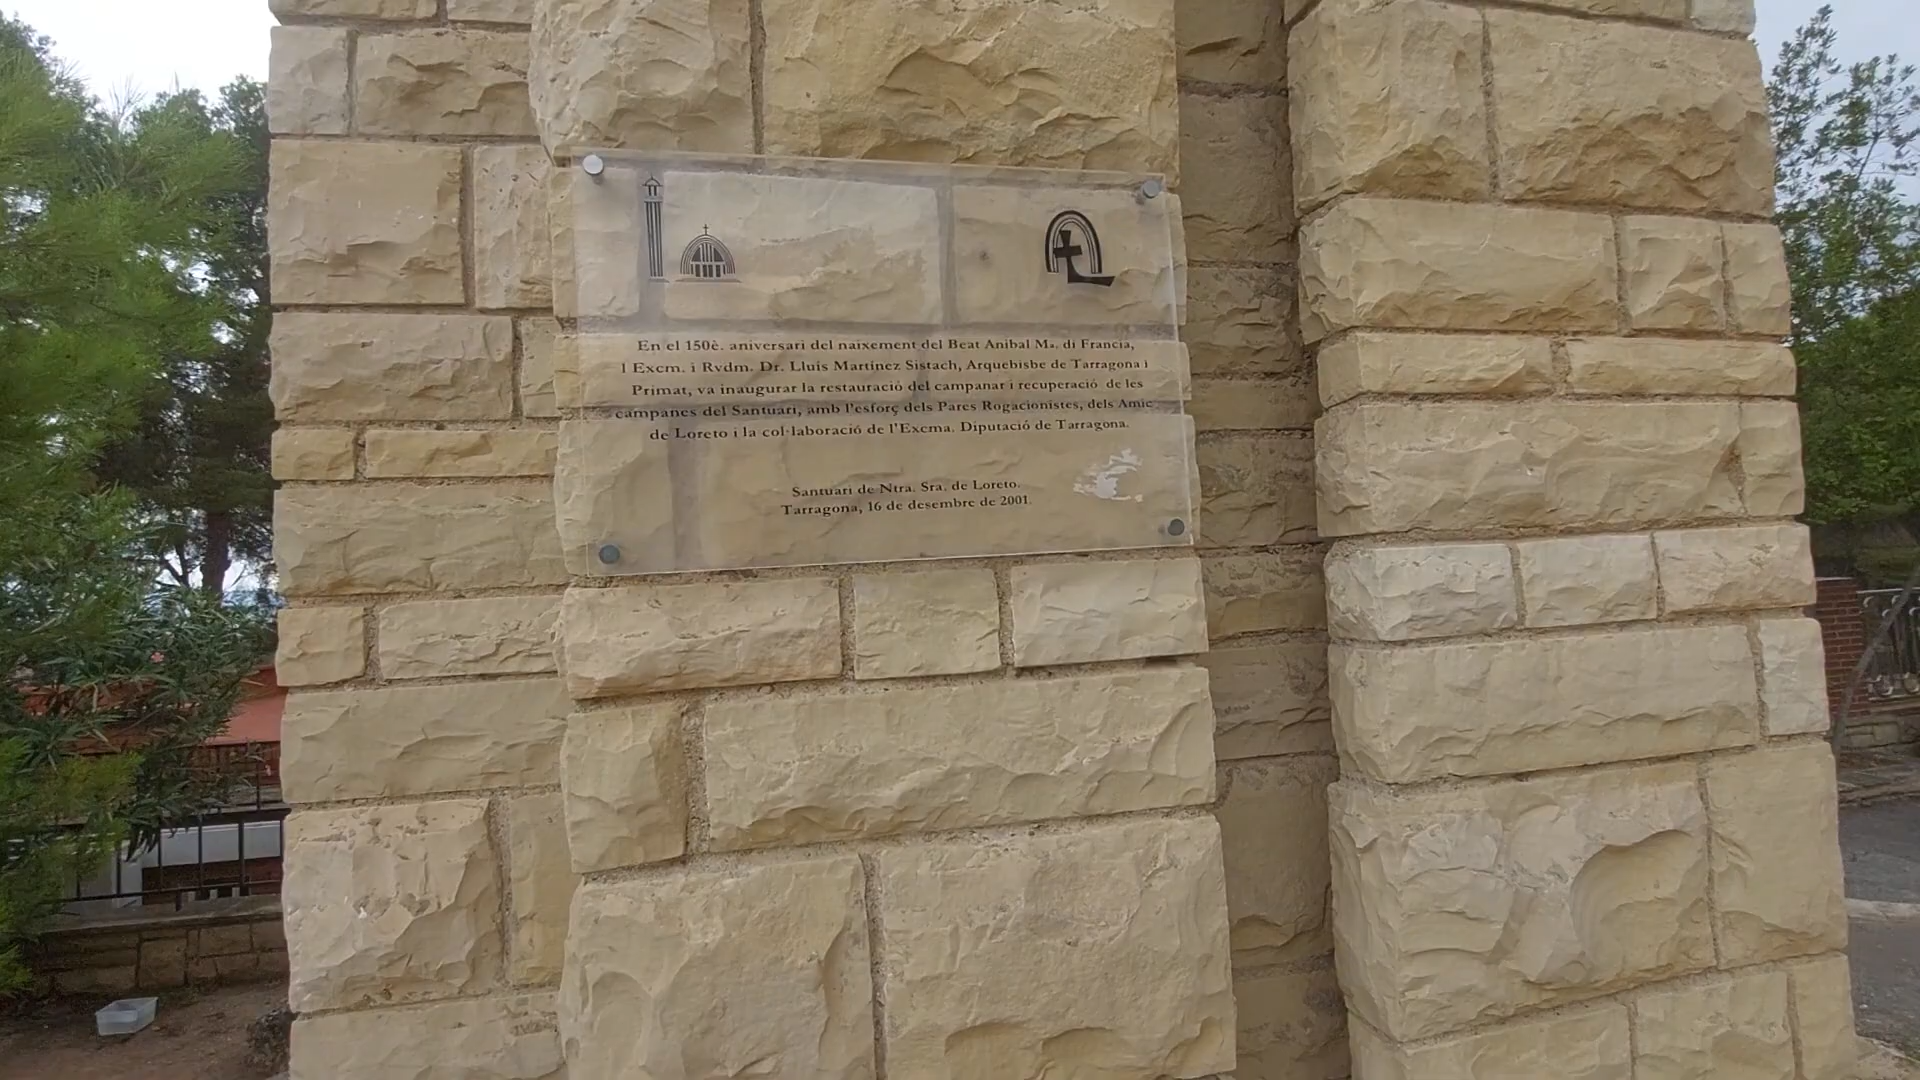 En el 150è. aniversari del naixement del Beat Anibal Mª. di Francia,
l Excm. i Rvdm. Dr. Lluís Martínez Sistach, Arquebisbe de Tarragona i
Primat, va inaugurar la restauració del campanar i recuperació de les
campanes del Santuari, amb l'esforç dels Pares Rogacionistes, dels Amic
de Loreto i la col·laboració de l'Excma. Diputació de Tarragona.
Santuari de Ntra. Sra. de Loreto.
Tarragona, 16 de desembre de 2001.